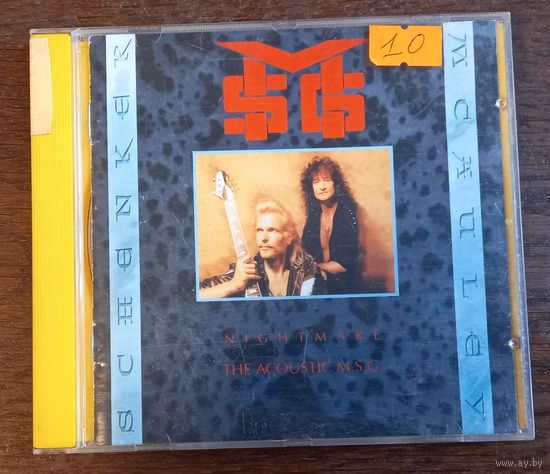 MSG
10
SCHENKER
MCAULEY
NIGHTMARE
THE ACOUSTIC M.S.G.
www.ay.by